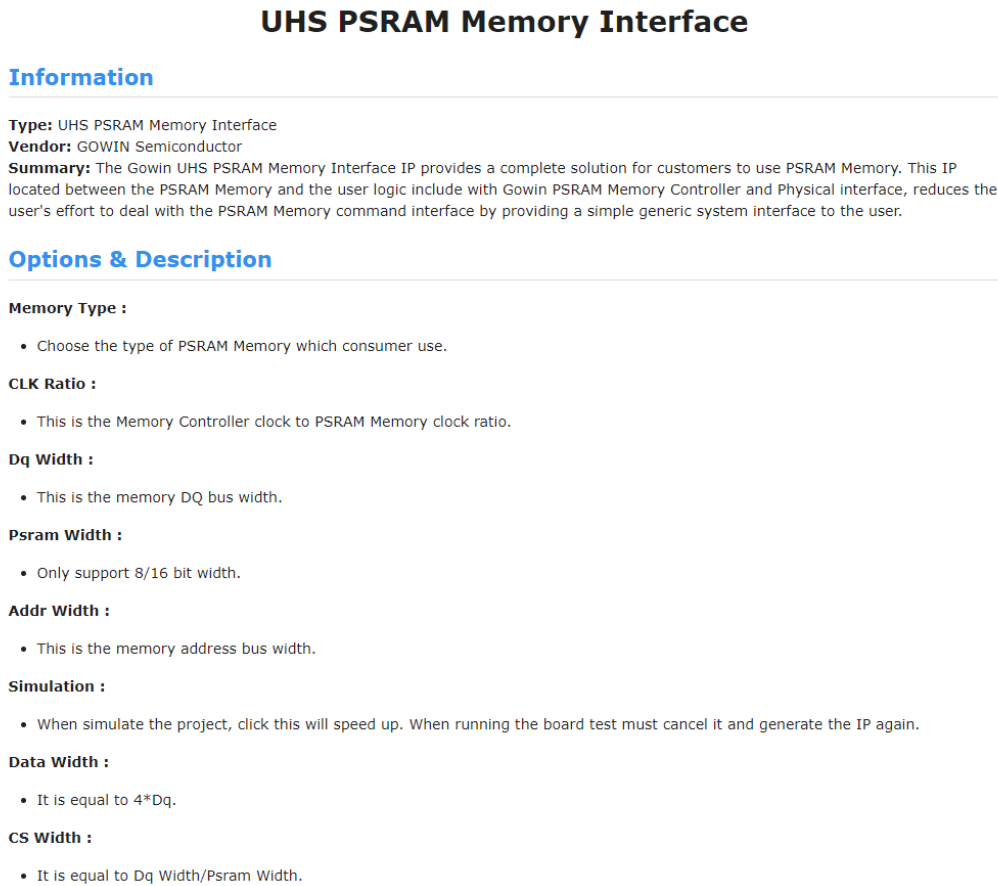 UHS PSRAM Memory Interface
Information
Type: UHS PSRAM Memory Interface
Vendor: GOWIN Semiconductor
Summary: The Gowin UHS PSRAM Memory Interface IP provides a complete solution for customers to use PSRAM Memory. This IP
located between the PSRAM Memory and the user logic include with Gowin PSRAM Memory Controller and Physical interface, reduces the
user's effort to deal with the PSRAM Memory command interface by providing a simple generic system interface to the user.
Options & Description
Memory Type :
• Choose the type of PSRAM Memory which consumer use.
CLK Ratio :
• This is the Memory Controller clock to PSRAM Memory clock ratio.
Dq Width :
• This is the memory DQ bus width.
Psram Width :
• Only support 8/16 bit width.
Addr Width :
• This is the memory address bus width.
Simulation :
• When simulate the project, click this will speed up. When running the board test must cancel it and generate the IP again.
Data Width :
• It is equal to 4*Dq.
CS Width :
• It is equal to Dq Width/Psram Width.